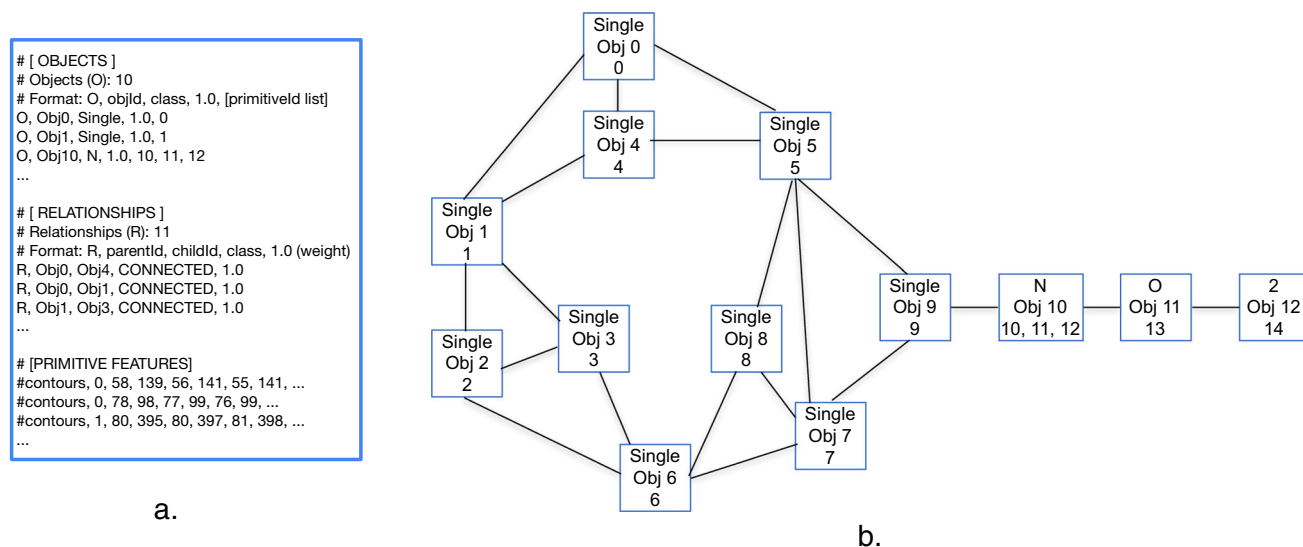 # [ OBJECTS ]
# Objects (O): 10
# Format: O, objId, class, 1.0, [primitiveId list]
O, Obj0, Single, 1.0, 0
O, Obj1, Single, 1.0, 1
O, Obj10, N, 1.0, 10, 11, 12
...
# [ RELATIONSHIPS ]
# Relationships (R): 11
# Format: R, parentId, childId, class, 1.0 (weight)
R, Obj0, Obj4, CONNECTED, 1.0
R, Obj0, Obj1, CONNECTED, 1.0
R, Obj1, Obj3, CONNECTED, 1.0
...
# [PRIMITIVE FEATURES]
#contours, 0, 58, 139, 56, 141, 55, 141, ...
#contours, 0, 78, 98, 77, 99, 76, 99, ...
#contours, 1, 80, 395, 80, 397, 81, 398, ...
...
a.
Single
Obj 0
0
Single
Obj 4
4
Single
Obj 5
5
Single
Obj 1
1
Single
Obj 9
9
N
Obj 10
10, 11, 12
O
Obj 11
13
2
Obj 12
14
Single
Obj 2
2
Single
Obj 3
3
Single
Obj 8
8
Single
Obj 7
7
Single
Obj 6
6
b.